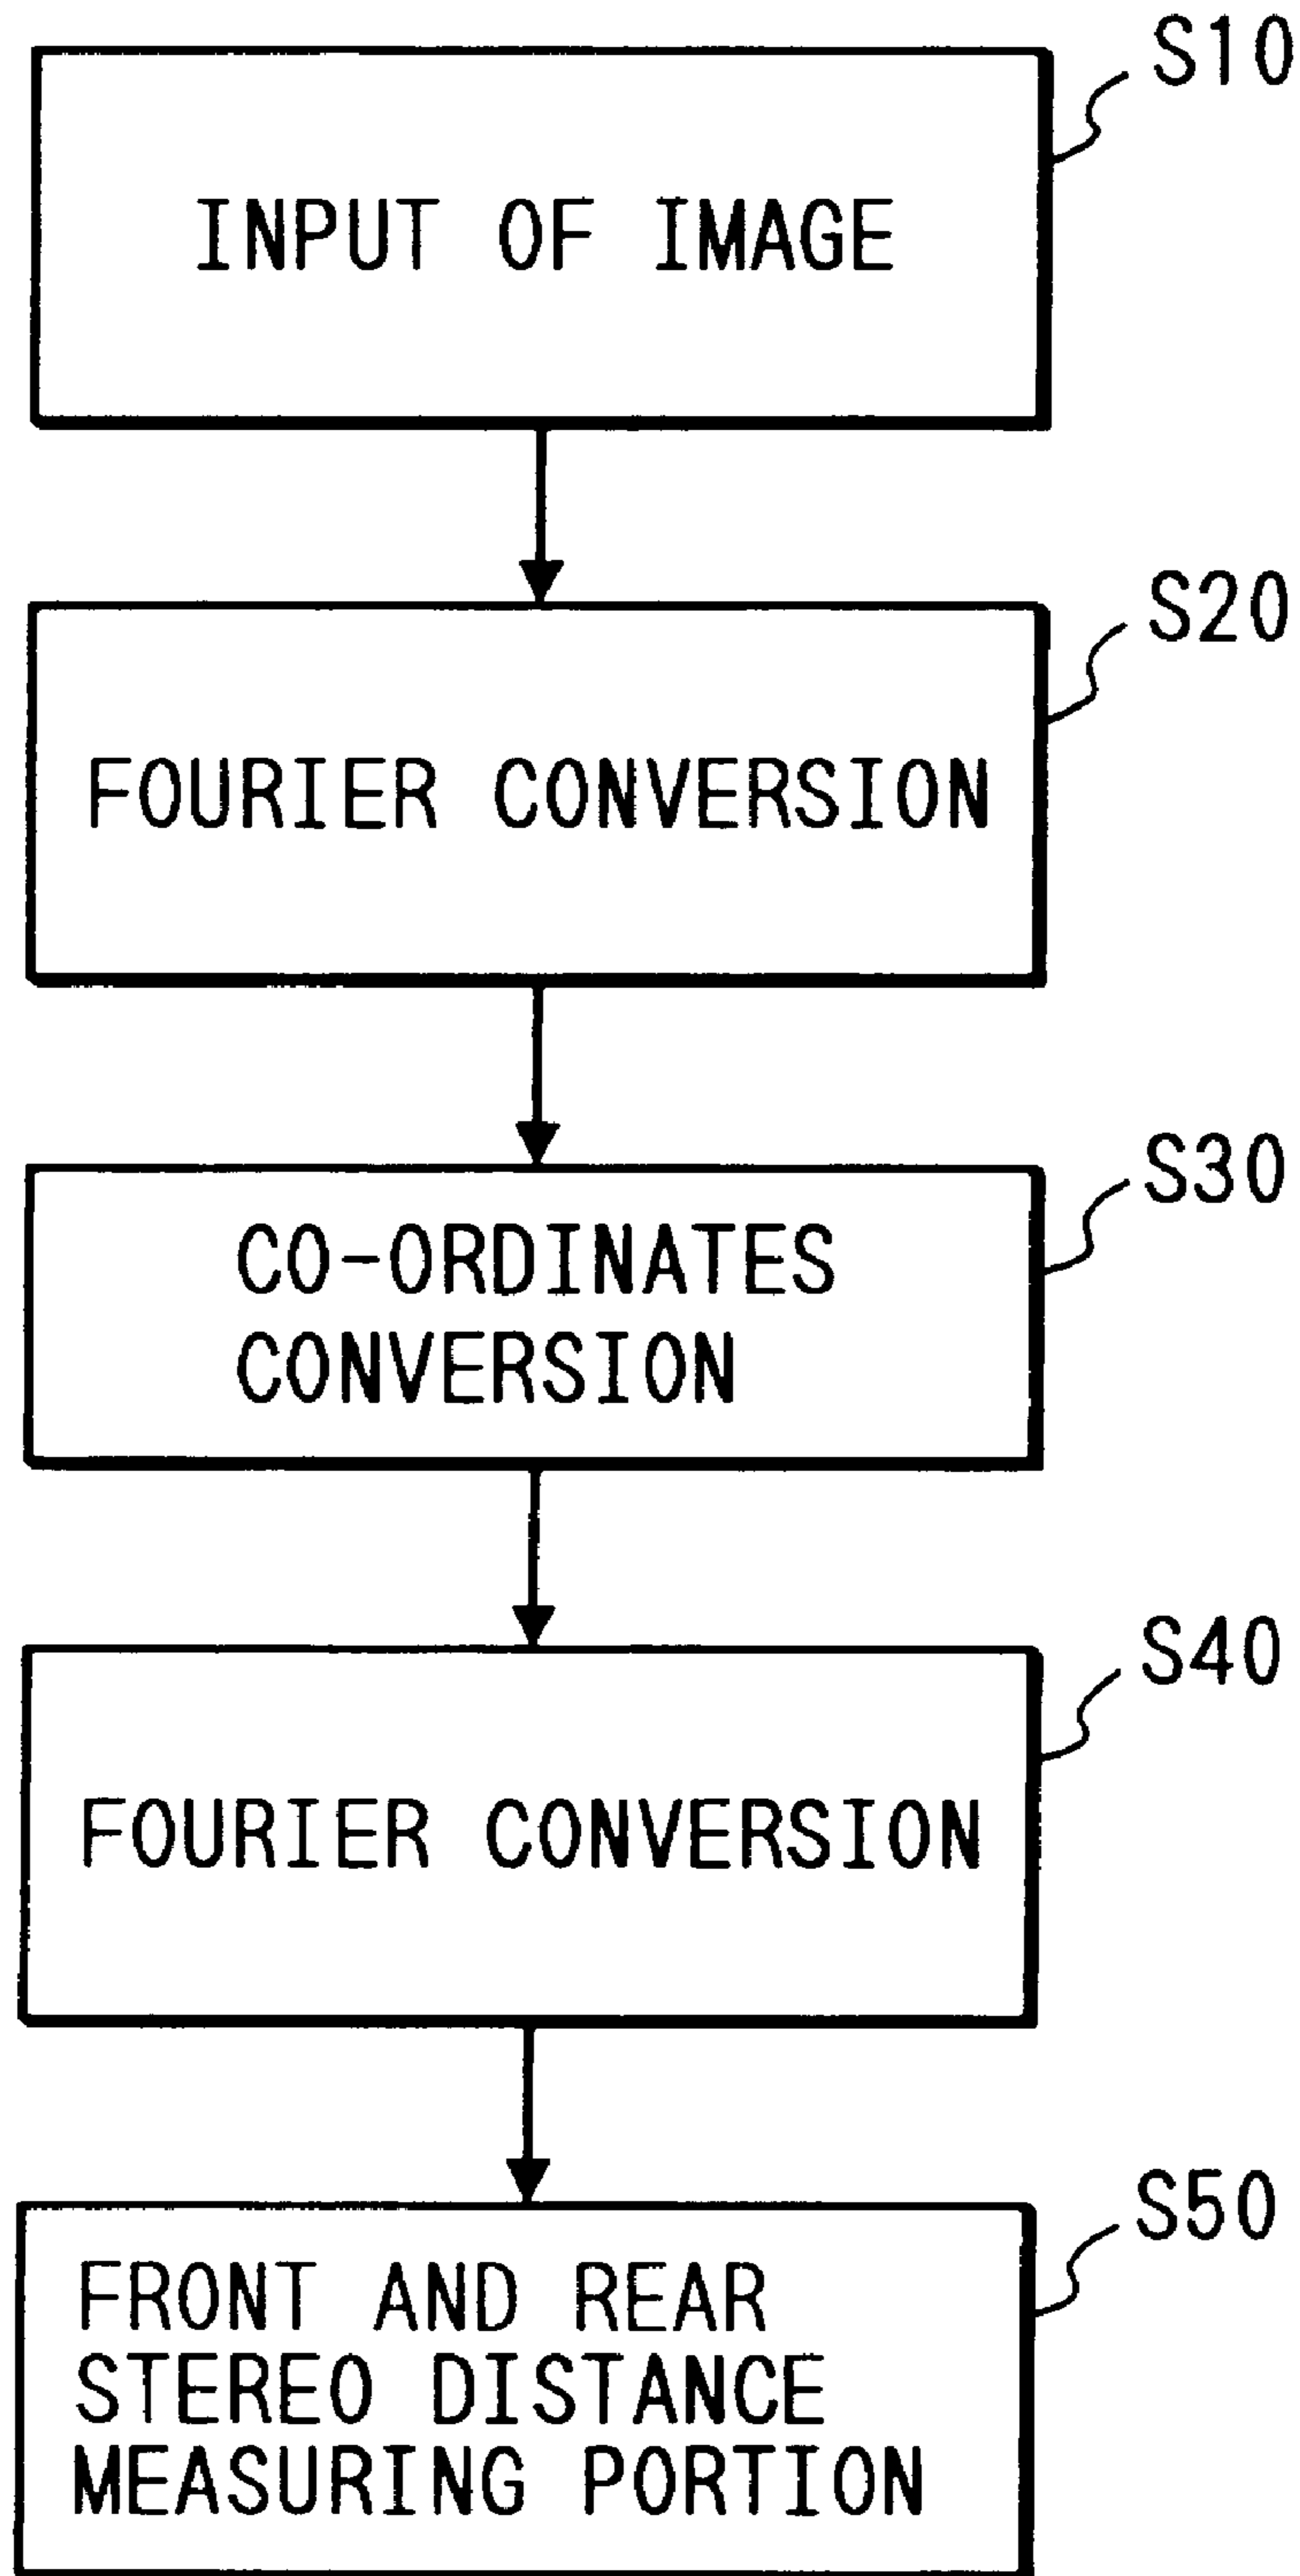 S10
INPUT OF IMAGE
S20
FOURIER CONVERSION
S30
CO-ORDINATES
CONVERSION
S40
FOURIER CONVERSION
S50
FRONT AND REAR
STEREO DISTANCE
MEASURING PORTION